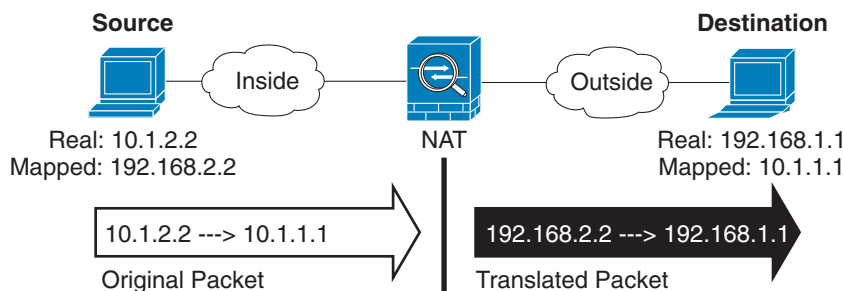 Source
Destination
Inside
Outside
Real: 10.1.2.2
Mapped: 192.168.2.2
NAT
Real: 192.168.1.1
Mapped: 10.1.1.1
10.1.2.2 ---> 10.1.1.1
192.168.2.2 ---> 192.168.1.1
Original Packet
Translated Packet